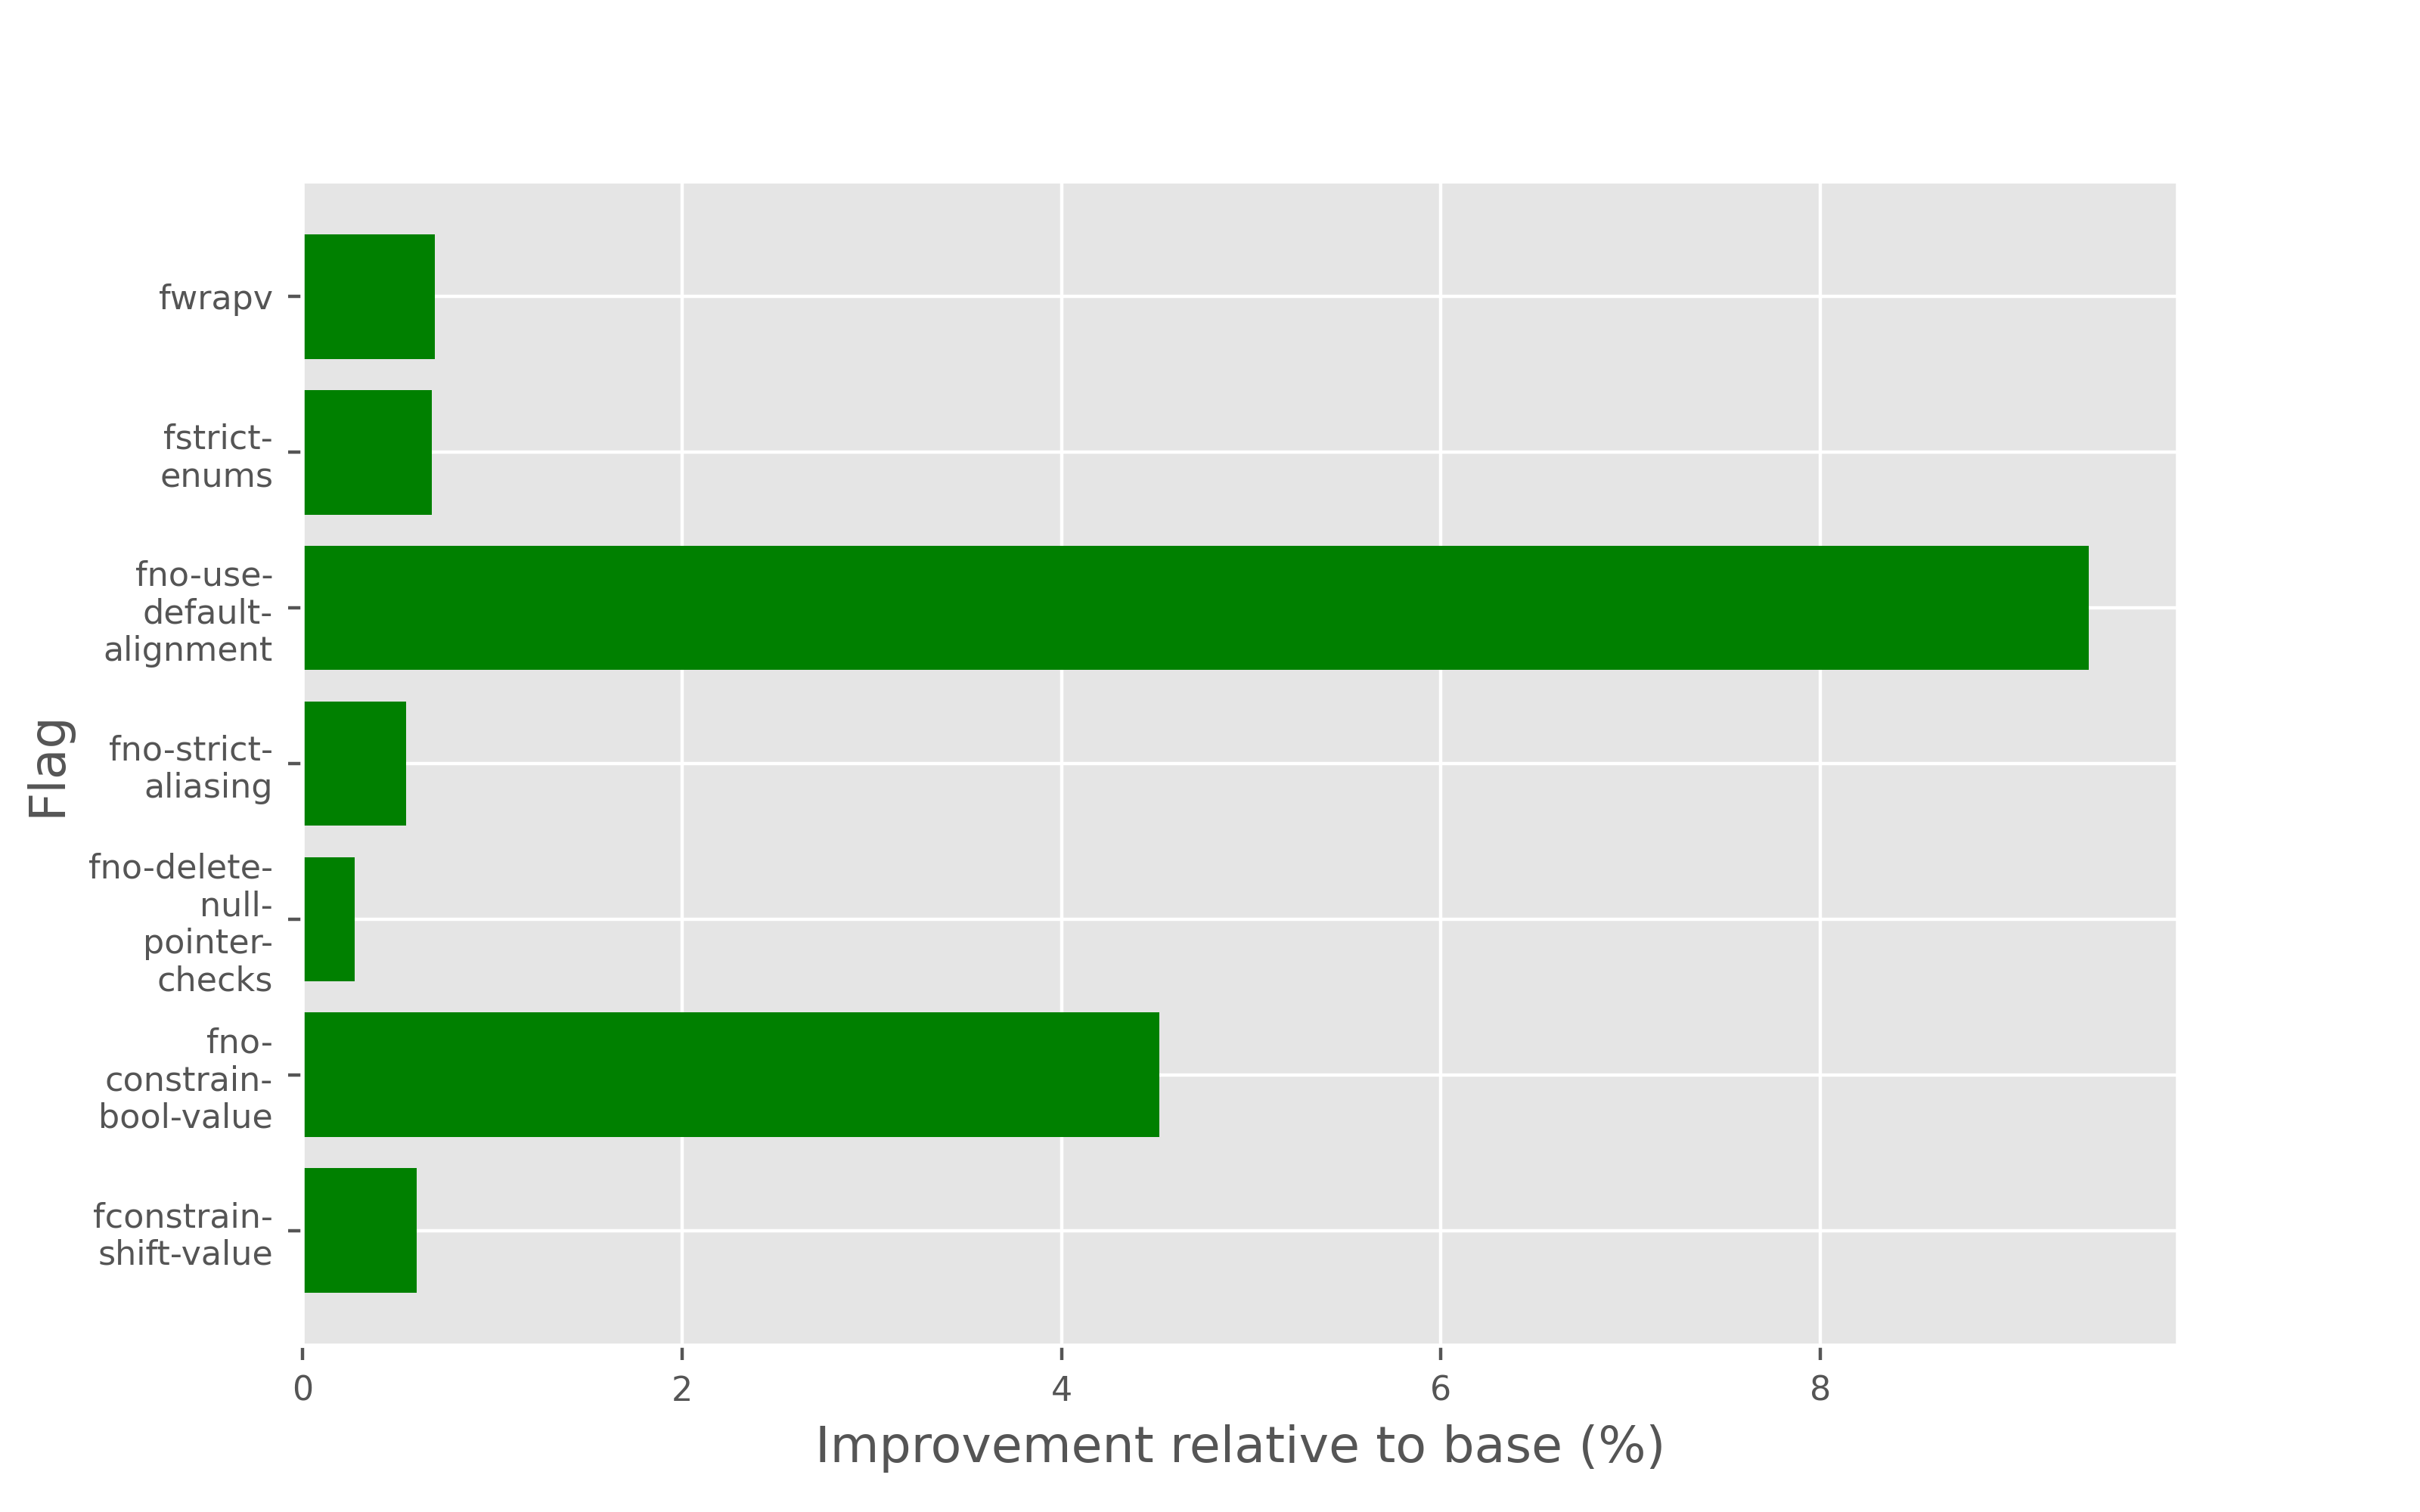 fwrapv
fstrict-
enums
fno-use-
default-
alignment
fno-strict-
aliasing
fno-delete-
null-
pointer-
checks
fno-
constrain-
bool-value
fconstrain-
shift-value
Flag
0 2 4 6 8
Improvement relative to base (%)